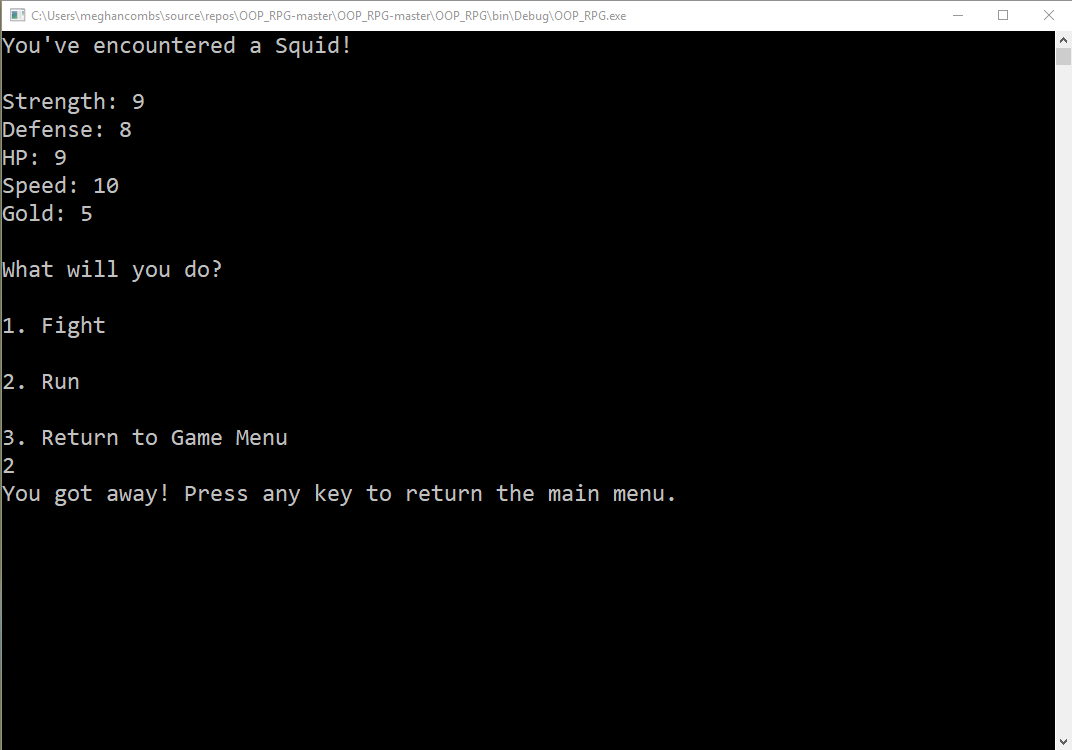 C:\Users\meghancombs\source\repos\OOP_RPG-master\OOP_RPG-master\OOP_RPG\bin\Debug\OOP_RPG.exe
You've encountered a Squid!
Strength: 9
Defense: 8
HP: 9
Speed: 10
Gold: 5
What will you do?
1. Fight
2. Run
3. Return to Game Menu
2
You got away! Press any key to return the main menu.